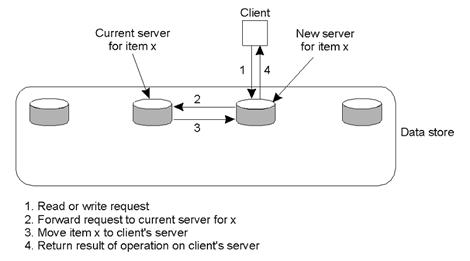 Client
Current server
for item x
New server
for item x
1
4
2
3
Data store
1. Read or write request
2. Forward request to current server for x
3. Move item x to client's server
4. Return result of operation on client's server